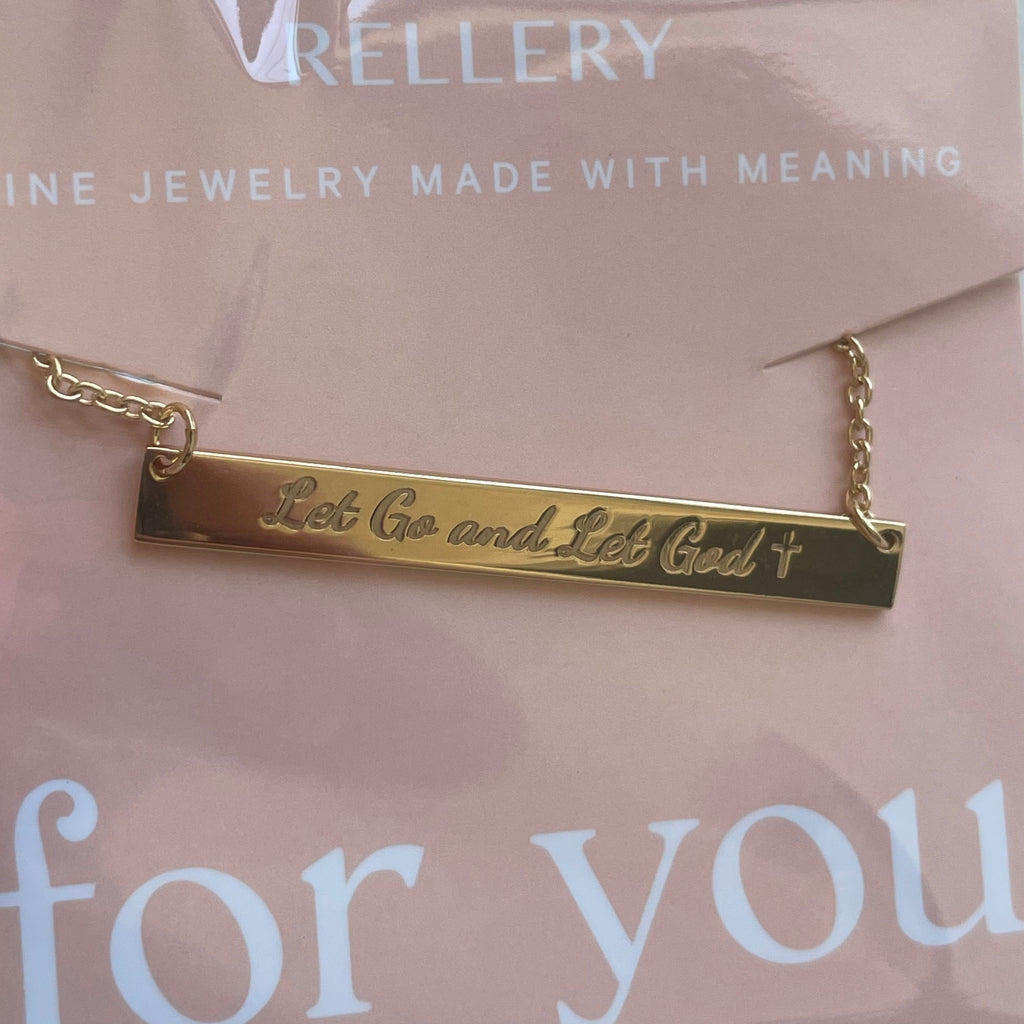 RELLERY
INE JEWELRY MADE WITH MEANING
Let Go and Let God ✝
for you